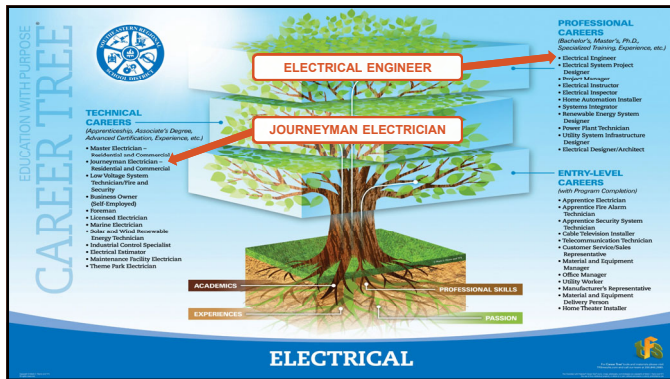 EDUCATION WITH PURPOSE
CAREER TREE
SOUTHEASTERN REGIONAL
SCHOOL DISTRICT
ELECTRICAL ENGINEER
JOURNEYMAN ELECTRICIAN
PROFESSIONAL
CAREERS
(Bachelor's, Master's, Ph.D.,
Specialized Training, Experience, etc.)
• Electrical Engineer
• Electrical System Project
Designer
• Project Manager
• Electrical Instructor
• Electrical Inspector
• Home Automation Installer
• Systems Integrator
• Renewable Energy System
Designer
• Power Plant Technician
• Utility System Infrastructure
Designer
• Electrical Designer/Architect
TECHNICAL
CAREERS
(Apprenticeship, Associate's Degree,
Advanced Certification, Experience, etc.)
• Master Electrician –
Residential and Commercial
• Journeyman Electrician –
Residential and Commercial
• Low Voltage System
Technician/Fire and
Security
• Business Owner
(Self-Employed)
• Foreman
• Licensed Electrician
• Marine Electrician
• Solar and Wind Renewable
Energy Technician
• Industrial Control Specialist
• Electrical Estimator
• Maintenance Facility Electrician
• Theme Park Electrician
ENTRY-LEVEL
CAREERS
(with Program Completion)
• Apprentice Electrician
• Apprentice Fire Alarm
Technician
• Apprentice Security System
Technician
• Cable Television Installer
• Telecommunication Technician
• Customer Service/Sales
Representative
• Material and Equipment
Manager
• Office Manager
• Utility Worker
• Manufacturer's Representative
• Material and Equipment
Delivery Person
• Home Theater Installer
ACADEMICS
PROFESSIONAL SKILLS
EXPERIENCES
PASSION
ELECTRICAL